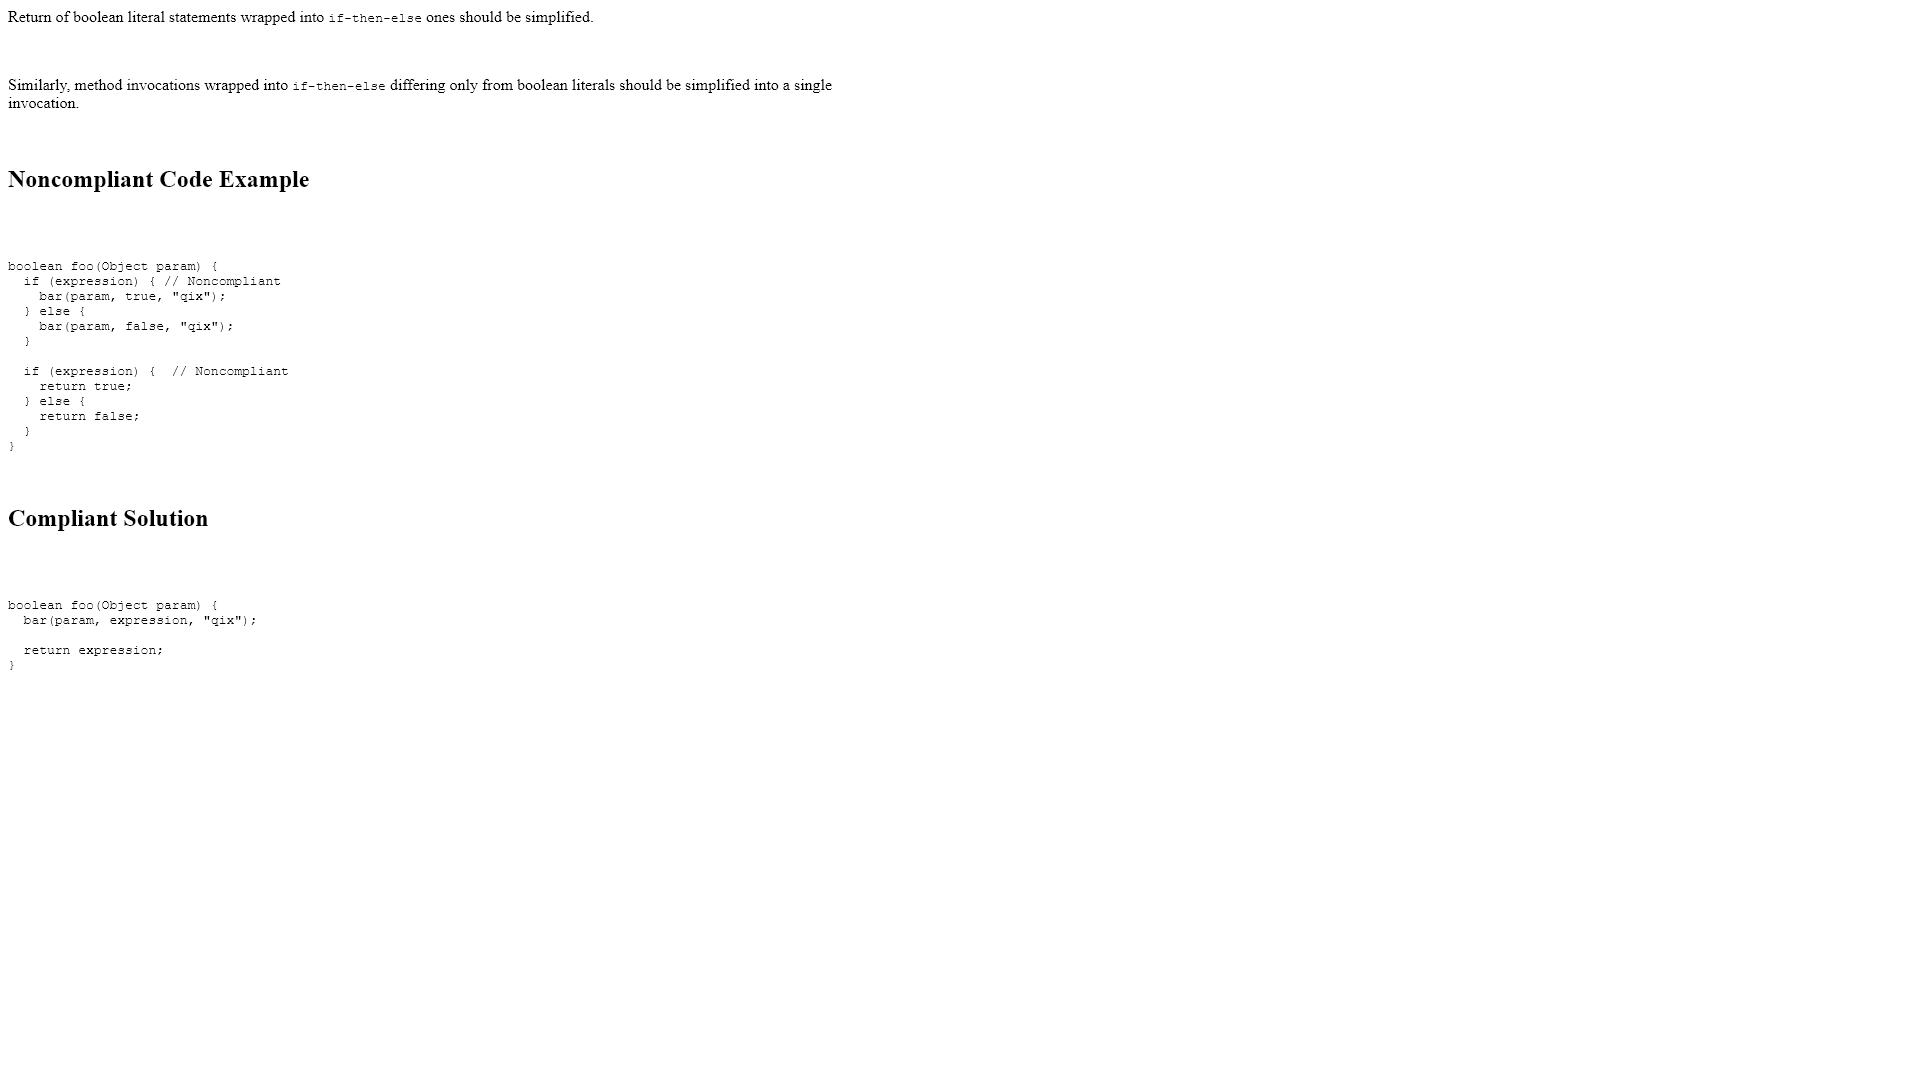 Return of boolean literal statements wrapped into if-then-else ones should be simplified.
Similarly, method invocations wrapped into if-then-else differing only from boolean literals should be simplified into a single
invocation.
Noncompliant Code Example
boolean foo(Object param) {
  if (expression) { // Noncompliant
    bar(param, true, "qix");
  } else {
    bar(param, false, "qix");
  }
  if (expression) {  // Noncompliant
    return true;
  } else {
    return false;
  }
}
Compliant Solution
boolean foo(Object param) {
  bar(param, expression, "qix");
  return expression;
}